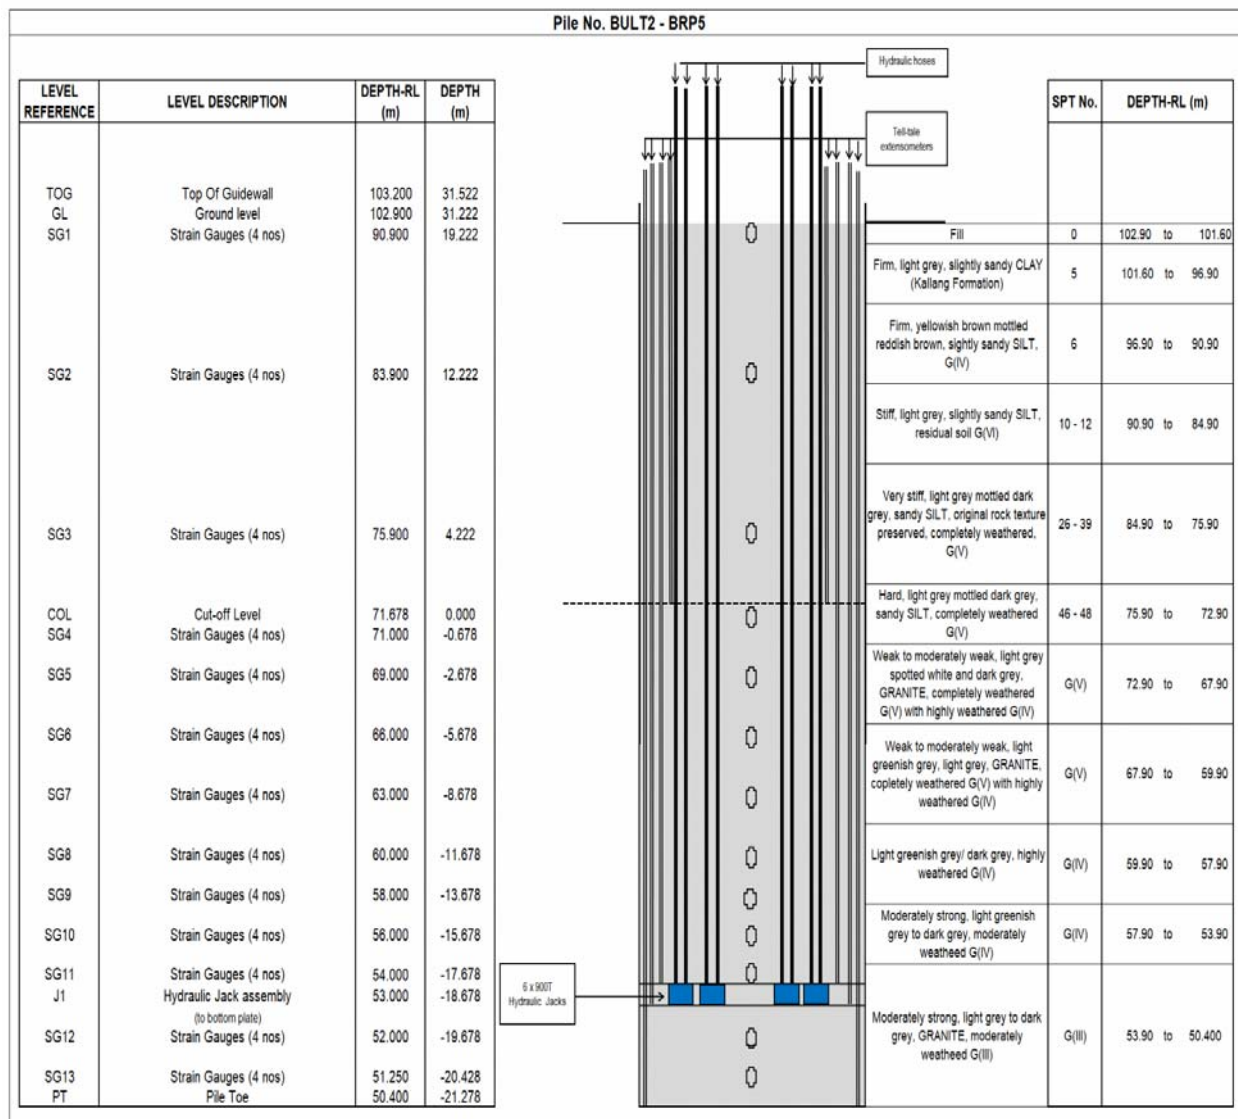 Pile No. BULT2 - BRP5
LEVEL REFERENCE LEVEL DESCRIPTION DEPTH-RL (m) DEPTH (m)
TOG Top Of Guidewall 103.200 31.522
GL Ground level 102.900 31.222
SG1 Strain Gauges (4 nos) 90.900 19.222
SG2 Strain Gauges (4 nos) 83.900 12.222
SG3 Strain Gauges (4 nos) 75.900 4.222
COL Cut-off Level 71.678 0.000
SG4 Strain Gauges (4 nos) 71.000 -0.678
SG5 Strain Gauges (4 nos) 69.000 -2.678
SG6 Strain Gauges (4 nos) 66.000 -5.678
SG7 Strain Gauges (4 nos) 63.000 -8.678
SG8 Strain Gauges (4 nos) 60.000 -11.678
SG9 Strain Gauges (4 nos) 58.000 -13.678
SG10 Strain Gauges (4 nos) 56.000 -15.678
SG11 Strain Gauges (4 nos) 54.000 -17.678
J1 Hydraulic Jack assembly 53.000 -18.678
(to bottom plate)
SG12 Strain Gauges (4 nos) 52.000 -19.678
SG13 Strain Gauges (4 nos) 51.250 -20.428
PT Pile Toe 50.400 -21.278
Hydraulic hoses
Tell-tale
extensometers
6 x 900T
Hydraulic Jacks
SPT No. DEPTH-RL (m)
Fill 0 102.90 to 101.60
Firm, light grey, slightly sandy CLAY
(Kallang Formation)
5 101.60 to 96.90
Firm, yellowish brown mottled
reddish brown, sightly sandy SILT,
G(IV)
6 96.90 to 90.90
Stiff, light grey, slightly sandy SILT,
residual soil G(VI)
10 - 12 90.90 to 84.90
Very stiff, light grey mottled dark
grey, sandy SILT, original rock texture
preserved, completely weathered,
G(V)
26 - 39 84.90 to 75.90
Hard, light grey mottled dark grey,
sandy SILT, completely weathered
G(V)
46 - 48 75.90 to 72.90
Weak to moderately weak, light grey
spotted white and dark grey,
GRANITE, completely weathered
G(V) with highly weathered G(IV)
G(V) 72.90 to 67.90
Weak to moderately weak, light
greenish grey, light grey, GRANITE,
copletely weathered G(V) with highly
weathered G(IV)
G(V) 67.90 to 59.90
Light greenish grey/ dark grey, highly
weathered G(IV)
G(IV) 59.90 to 57.90
Moderately strong, light greenish
grey to dark grey, moderately
weatheed G(IV)
G(IV) 57.90 to 53.90
Moderately strong, light grey to dark
grey, GRANITE, moderately
weatheed G(III)
G(III) 53.90 to 50.400